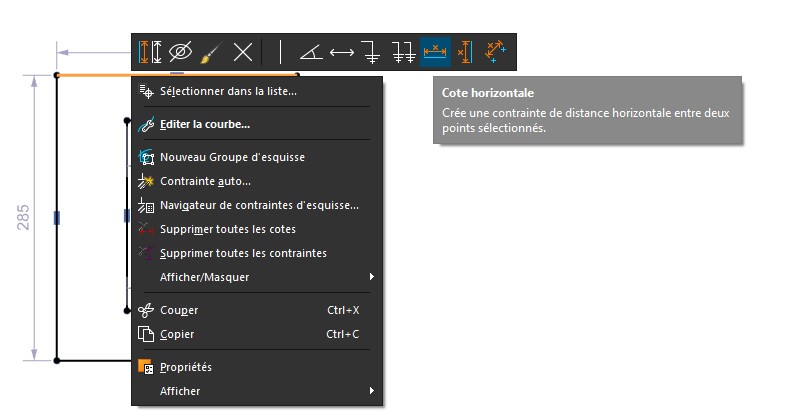 Cote horizontale
Crée une contrainte de distance horizontale entre deux
points sélectionnés.
Sélectionner dans la liste...
Editer la courbe...
Nouveau Groupe d'esquisse
Contrainte auto...
Navigateur de contraintes d'esquisse...
Supprimer toutes les cotes
Supprimer toutes les contraintes
Afficher/Masquer
Couper Ctrl+X
Copier Ctrl+C
Propriétés
Afficher
285